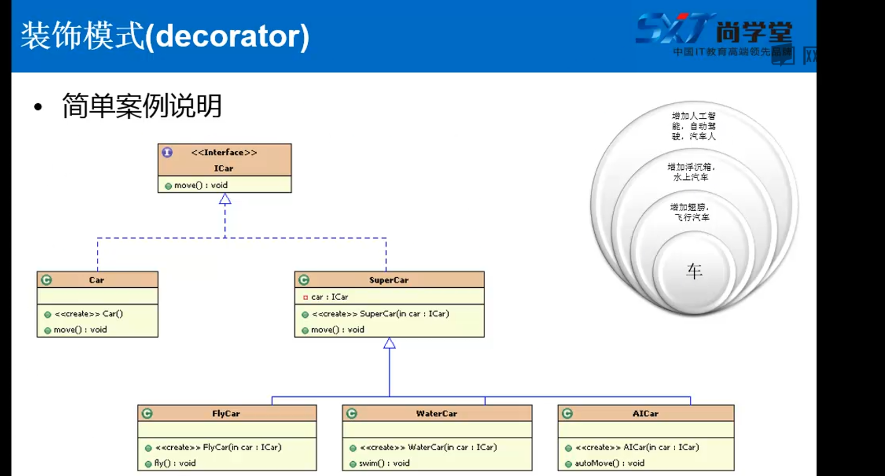 装饰模式(decorator)
SXT 尚学堂
中国IT教育高端领先品牌
• 简单案例说明
<<Interface>>
ICar
move() : void
增加人工智
能，自动驾
驶，汽车人
增加浮沉箱，
水上汽车
增加翅膀，
飞行汽车
车
Car
<<create>> Car()
move() : void
SuperCar
car : ICar
<<create>> SuperCar(in car : ICar)
move() : void
FlyCar
<<create>> FlyCar(in car : ICar)
fly() : void
WaterCar
<<create>> WaterCar(in car : ICar)
swim() : void
AICar
<<create>> AICar(in car : ICar)
autoMove() : void